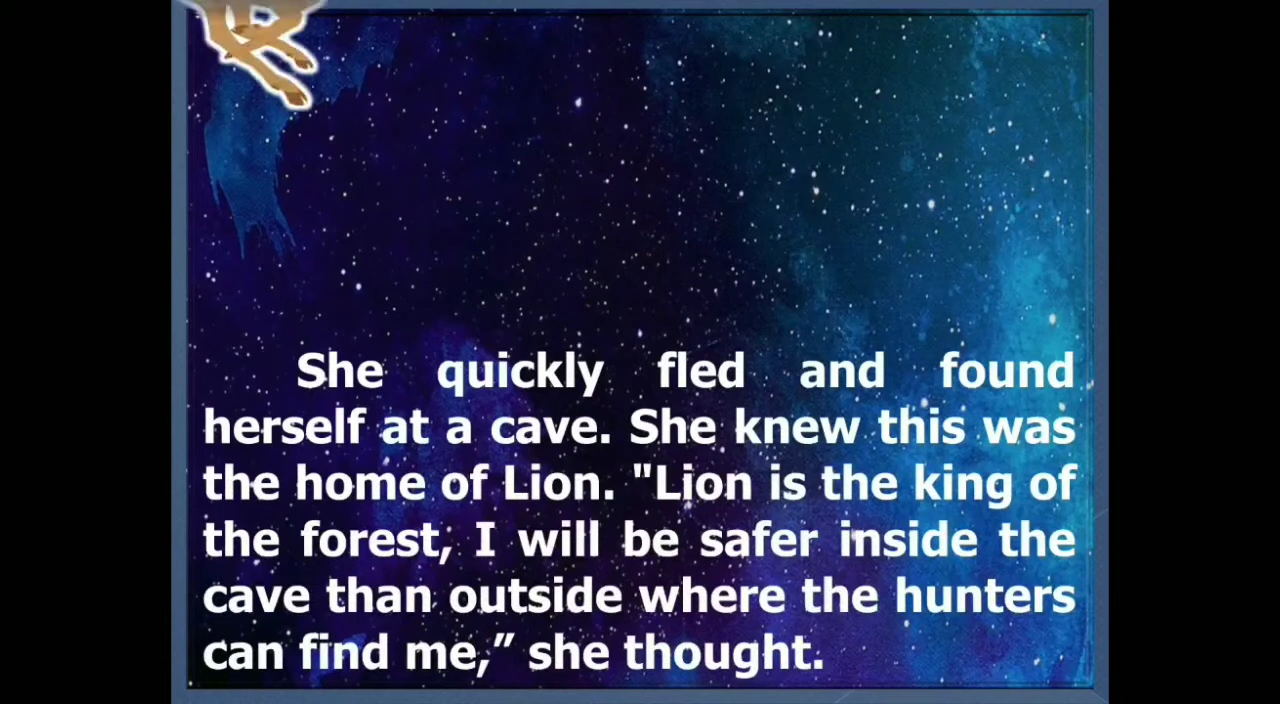 She quickly fled and found
herself at a cave. She knew this was
the home of Lion. "Lion is the king of
the forest, I will be safer inside the
cave than outside where the hunters
can find me,” she thought.